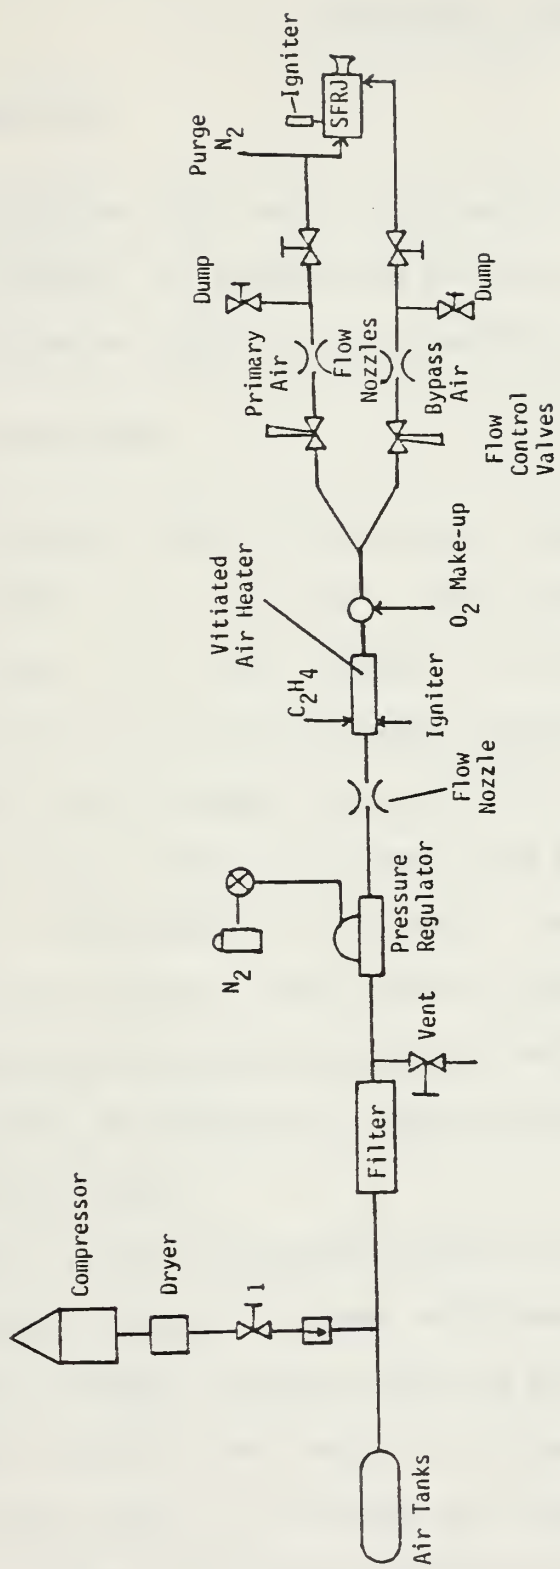 Compressor
Dryer
1
Air Tanks
Filter
Vent
N2
Pressure
Regulator
Flow
Nozzle
C2H4
Igniter
Vitiated
Air Heater
O2 Make-up
Flow
Control
Valves
Primary
Air
Flow
Nozzles
Bypass
Air
Dump
Dump
Purge
N2
Igniter
SFRJ